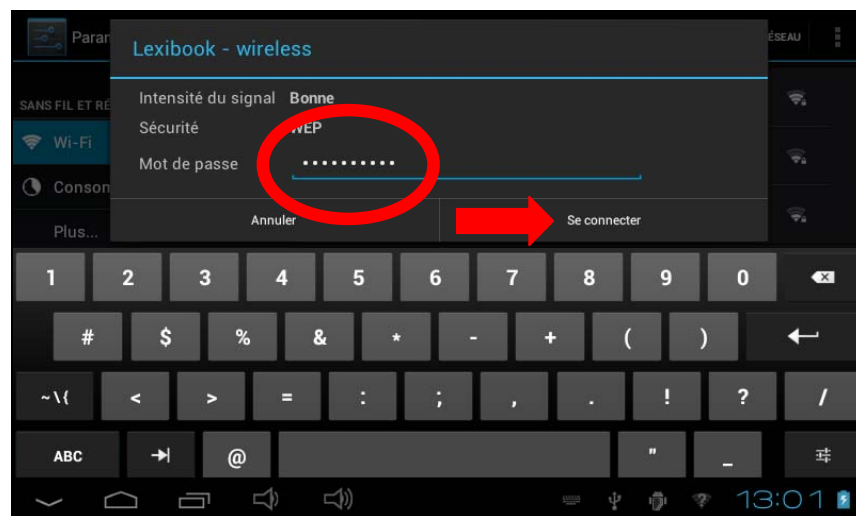 Paran
ÉSEAU
Lexibook - wireless
SANS FIL ET RÉ
Intensité du signal Bonne
Sécurité WEP
Wi-Fi
Mot de passe ••••••••••
Conson
Annuler Se connecter
Plus...
1 2 3 4 5 6 7 8 9 0
# $ % & * - + ( )
~\{ < > = : ; , . ! ? /
ABC @ " _
13:01